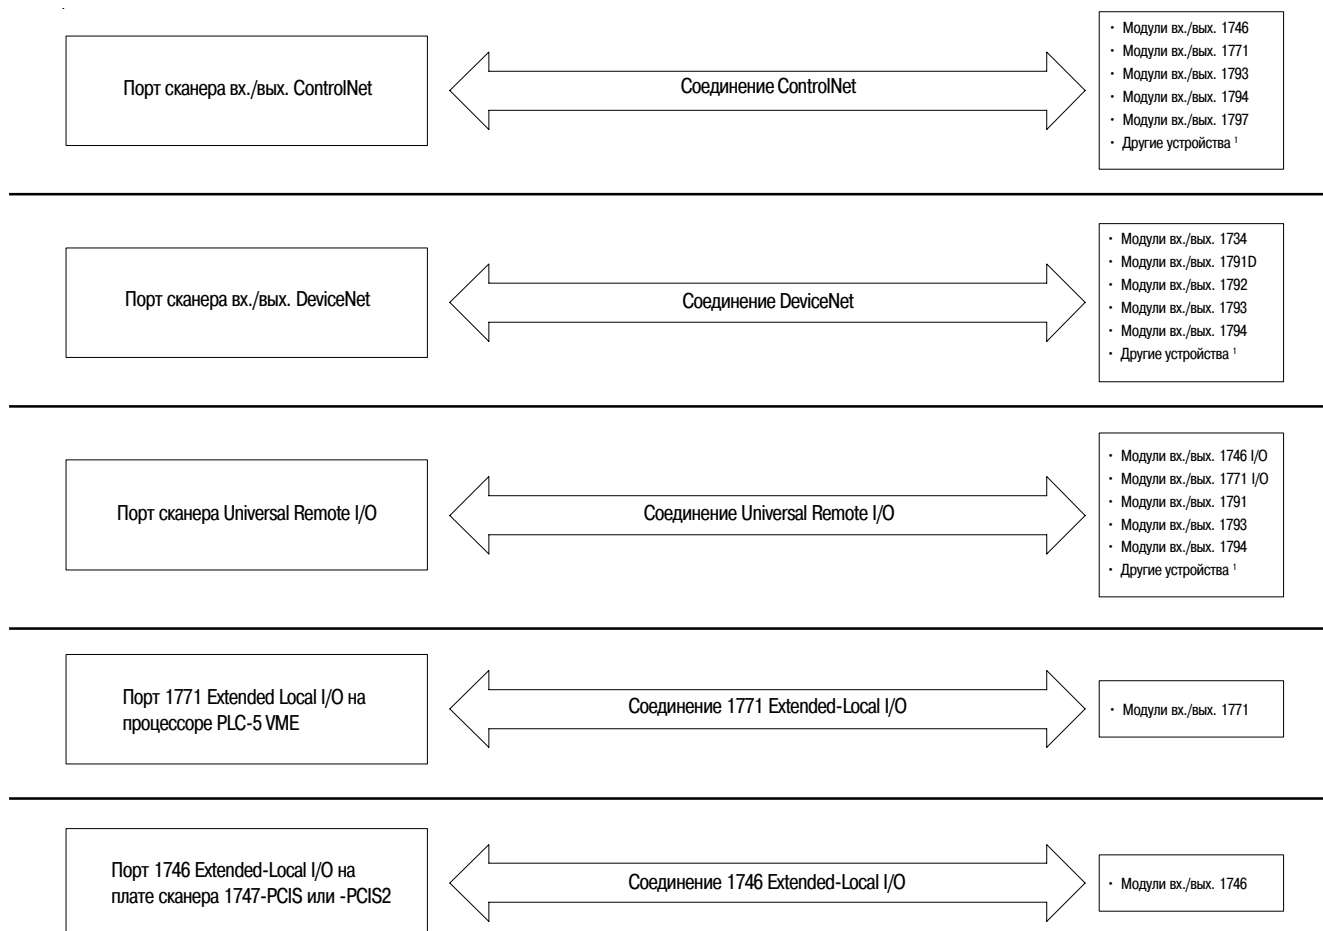 Порт сканера вх./вых. ControlNet
Соединение ControlNet
· Модули вх./вых. 1746
· Модули вх./вых. 1771
· Модули вх./вых. 1793
· Модули вх./вых. 1794
· Модули вх./вых. 1797
· Другие устройства ¹
Порт сканера вх./вых. DeviceNet
Соединение DeviceNet
· Модули вх./вых. 1734
· Модули вх./вых. 1791D
· Модули вх./вых. 1792
· Модули вх./вых. 1793
· Модули вх./вых. 1794
· Другие устройства ¹
Порт сканера Universal Remote I/O
Соединение Universal Remote I/O
· Модули вх./вых. 1746 I/O
· Модули вх./вых. 1771 I/O
· Модули вх./вых. 1791
· Модули вх./вых. 1793
· Модули вх./вых. 1794
· Другие устройства ¹
Порт 1771 Extended Local I/O на
процессоре PLC-5 VME
Соединение 1771 Extended-Local I/O
· Модули вх./вых. 1771
Порт 1746 Extended-Local I/O на
плате сканера 1747-PCIS или -PCIS2
Соединение 1746 Extended-Local I/O
· Модули вх./вых. 1746